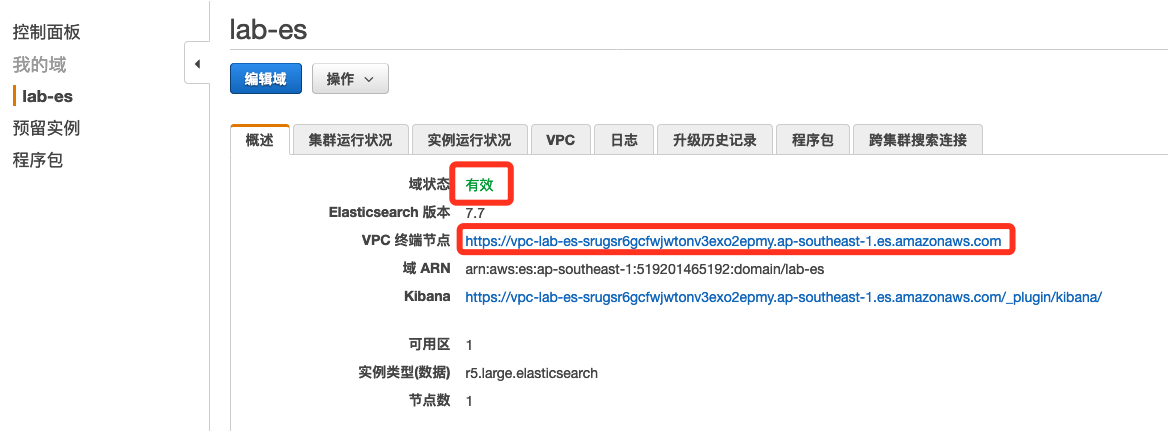 控制面板
我的域
lab-es
预留实例
程序包
lab-es
编辑域 操作
概述 集群运行状况 实例运行状况 VPC 日志 升级历史记录 程序包 跨集群搜索连接
域状态 有效
Elasticsearch 版本 7.7
VPC 终端节点 https://vpc-lab-es-srugsr6gcfwjwtonv3exo2epmy.ap-southeast-1.es.amazonaws.com
域 ARN arn:aws:es:ap-southeast-1:519201465192:domain/lab-es
Kibana https://vpc-lab-es-srugsr6gcfwjwtonv3exo2epmy.ap-southeast-1.es.amazonaws.com/_plugin/kibana/
可用区 1
实例类型(数据) r5.large.elasticsearch
节点数 1